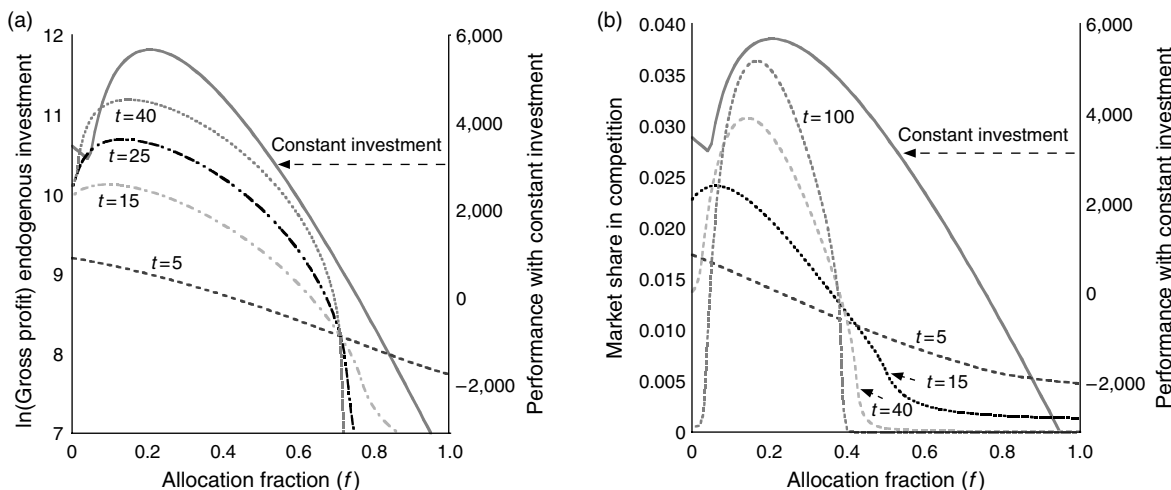 (a)
ln(Gross profit) endogenous investment
12
11
10
9
8
7
t=40
t=25
t=15
t=5
Constant investment
6,000
4,000
2,000
0
−2,000
Performance with constant investment
0 0.2 0.4 0.6 0.8 1.0
Allocation fraction (f)
(b)
Market share in competition
0.040
0.035
0.030
0.025
0.020
0.015
0.010
0.005
0
t=100
Constant investment
t=5
t=15
t=40
6,000
4,000
2,000
0
−2,000
Performance with constant investment
0 0.2 0.4 0.6 0.8 1.0
Allocation fraction (f)